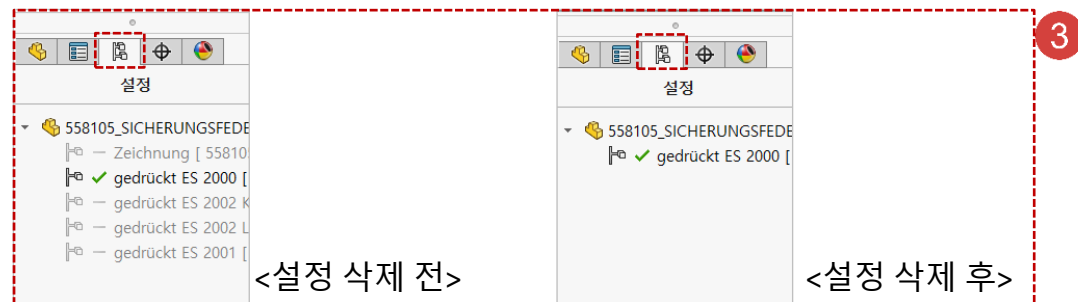 3
설정
558105_SICHERUNGSFEDE
Zeichnung [ 55810
gedrückt ES 2000 [
gedrückt ES 2002 K
gedrückt ES 2002 L
gedrückt ES 2001 [
<설정 삭제 전>
설정
558105_SICHERUNGSFEDE
gedrückt ES 2000 [
<설정 삭제 후>